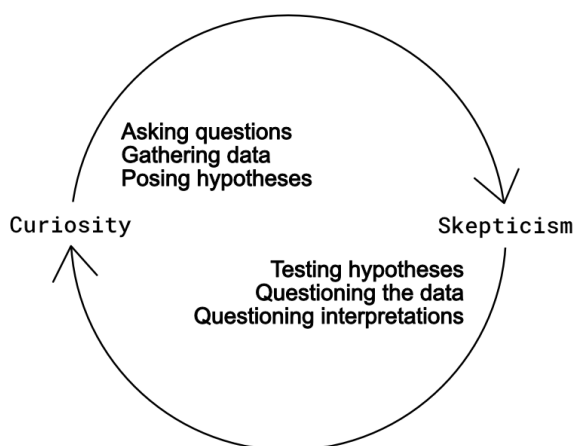 Asking questions
Gathering data
Posing hypotheses
Curiosity
Skepticism
Testing hypotheses
Questioning the data
Questioning interpretations